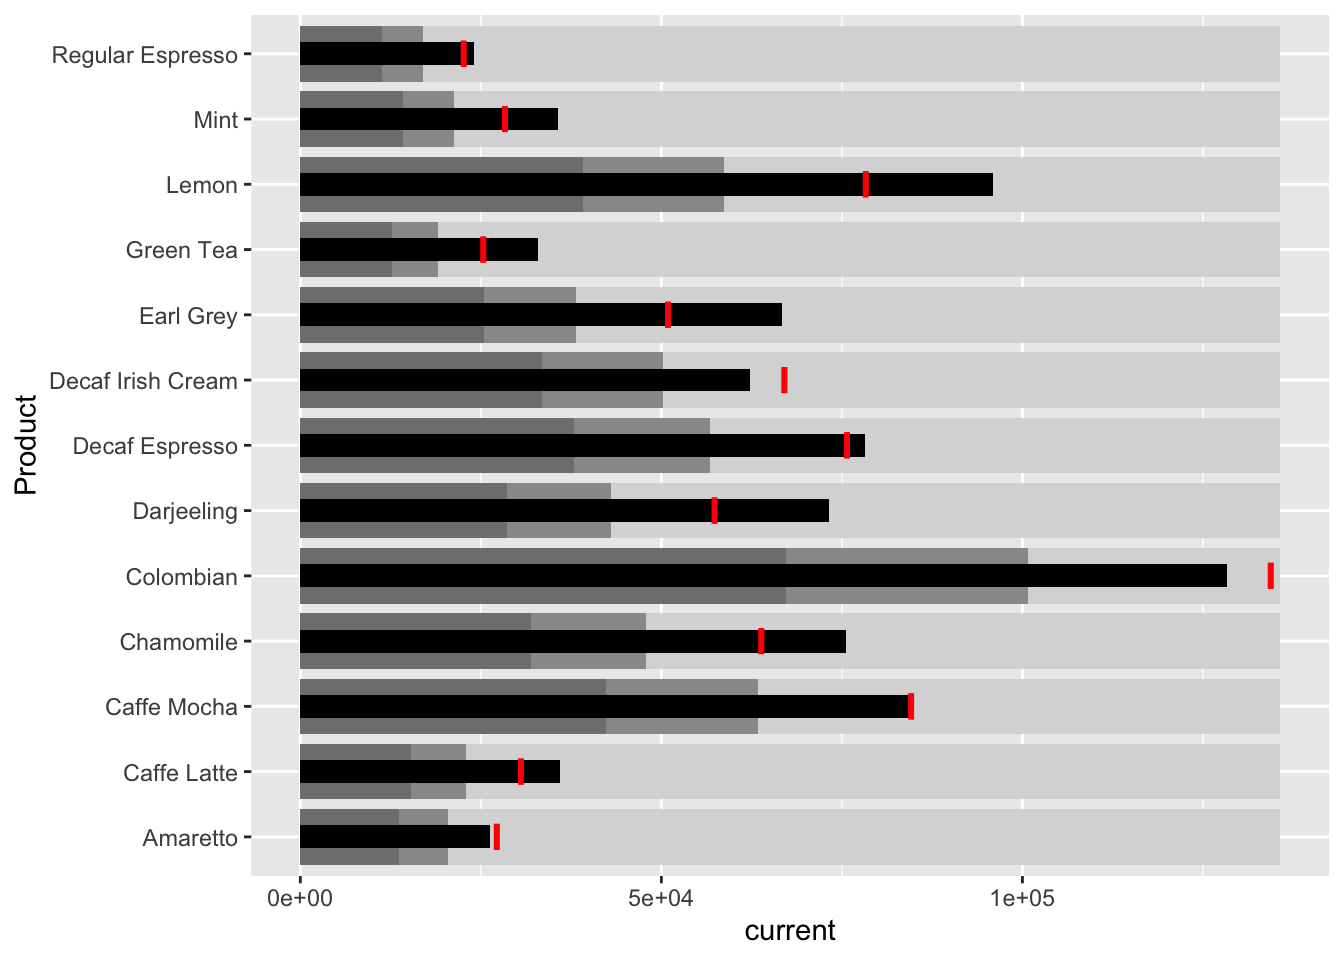 Regular Espresso
Mint
Lemon
Green Tea
Earl Grey
Decaf Irish Cream
Decaf Espresso
Darjeeling
Colombian
Chamomile
Caffe Mocha
Caffe Latte
Amaretto
Product
0e+00 5e+04 1e+05
current